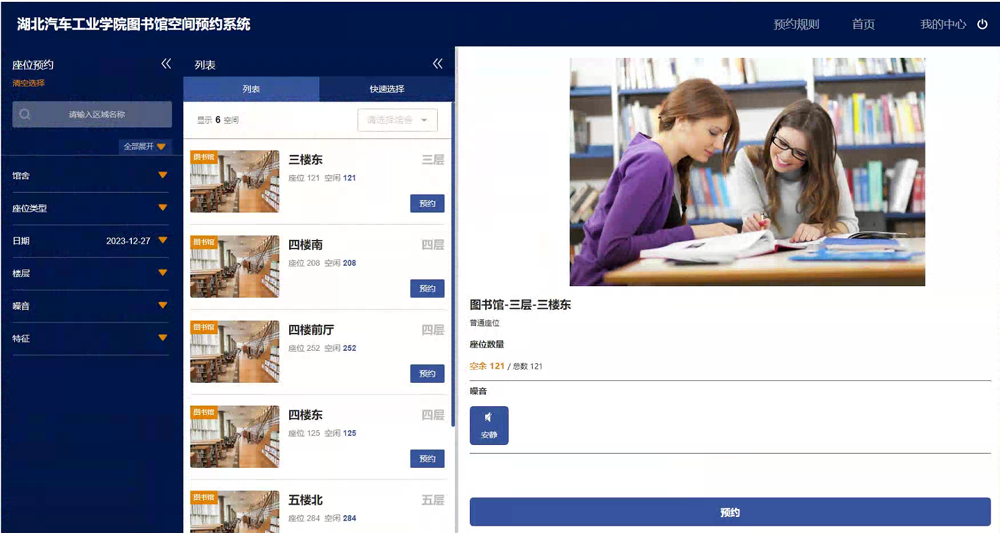 湖北汽车工业学院图书馆空间预约系统
预约规则 首页 我的中心
座位预约
清空选择
请输入区域名称
全部展开
馆舍
座位类型
日期 2023-12-27
楼层
噪音
特征
列表
列表 快速选择
显示 6 空间 请选择馆舍
图书馆
三楼东 三层
座位 121 空闲 121
预约
图书馆
四楼南 四层
座位 208 空闲 208
预约
图书馆
四楼前厅 四层
座位 252 空闲 252
预约
图书馆
四楼东 四层
座位 125 空闲 125
预约
图书馆
五楼北 五层
座位 284 空闲 284
图书馆-三层-三楼东
普通座位
座位数量
空余 121 / 总数 121
噪音
安静
预约